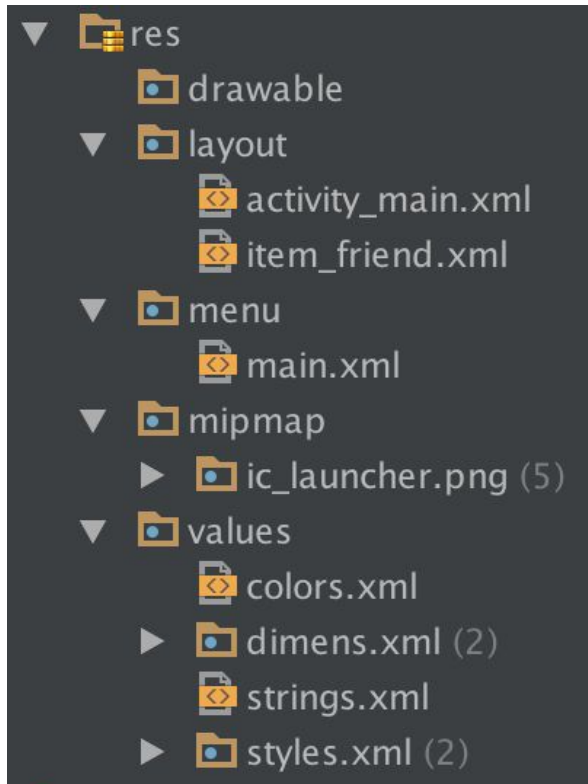 res
drawable
layout
activity_main.xml
item_friend.xml
menu
main.xml
mipmap
ic_launcher.png (5)
values
colors.xml
dimens.xml (2)
strings.xml
styles.xml (2)